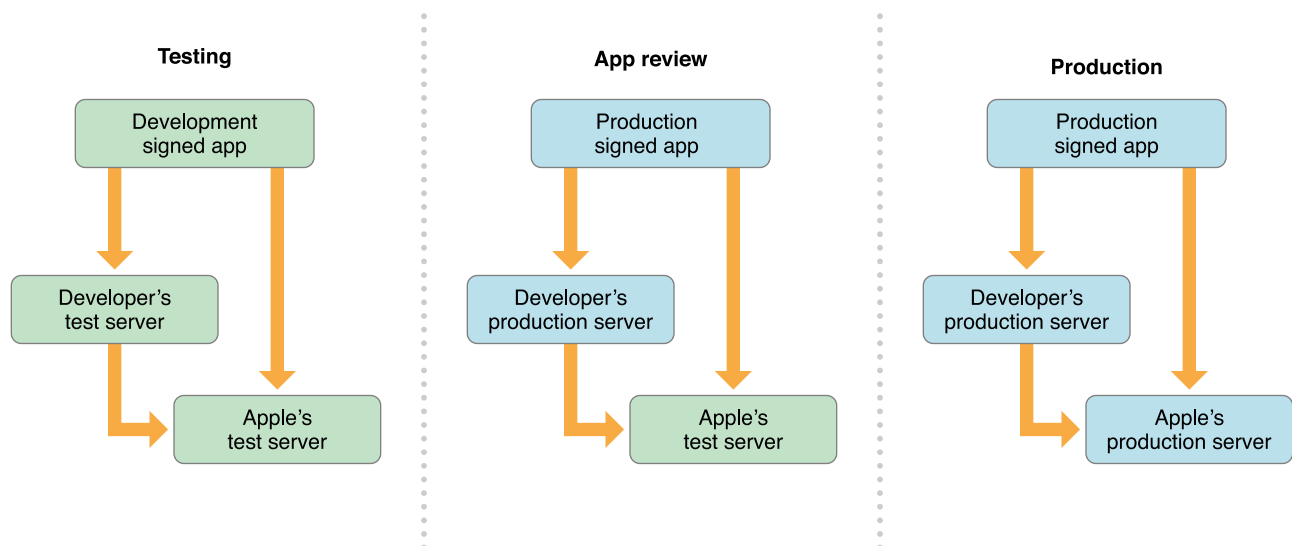 Testing
Development
signed app
Developer’s
test server
Apple’s
test server
App review
Production
signed app
Developer’s
production server
Apple’s
test server
Production
Production
signed app
Developer’s
production server
Apple’s
production server